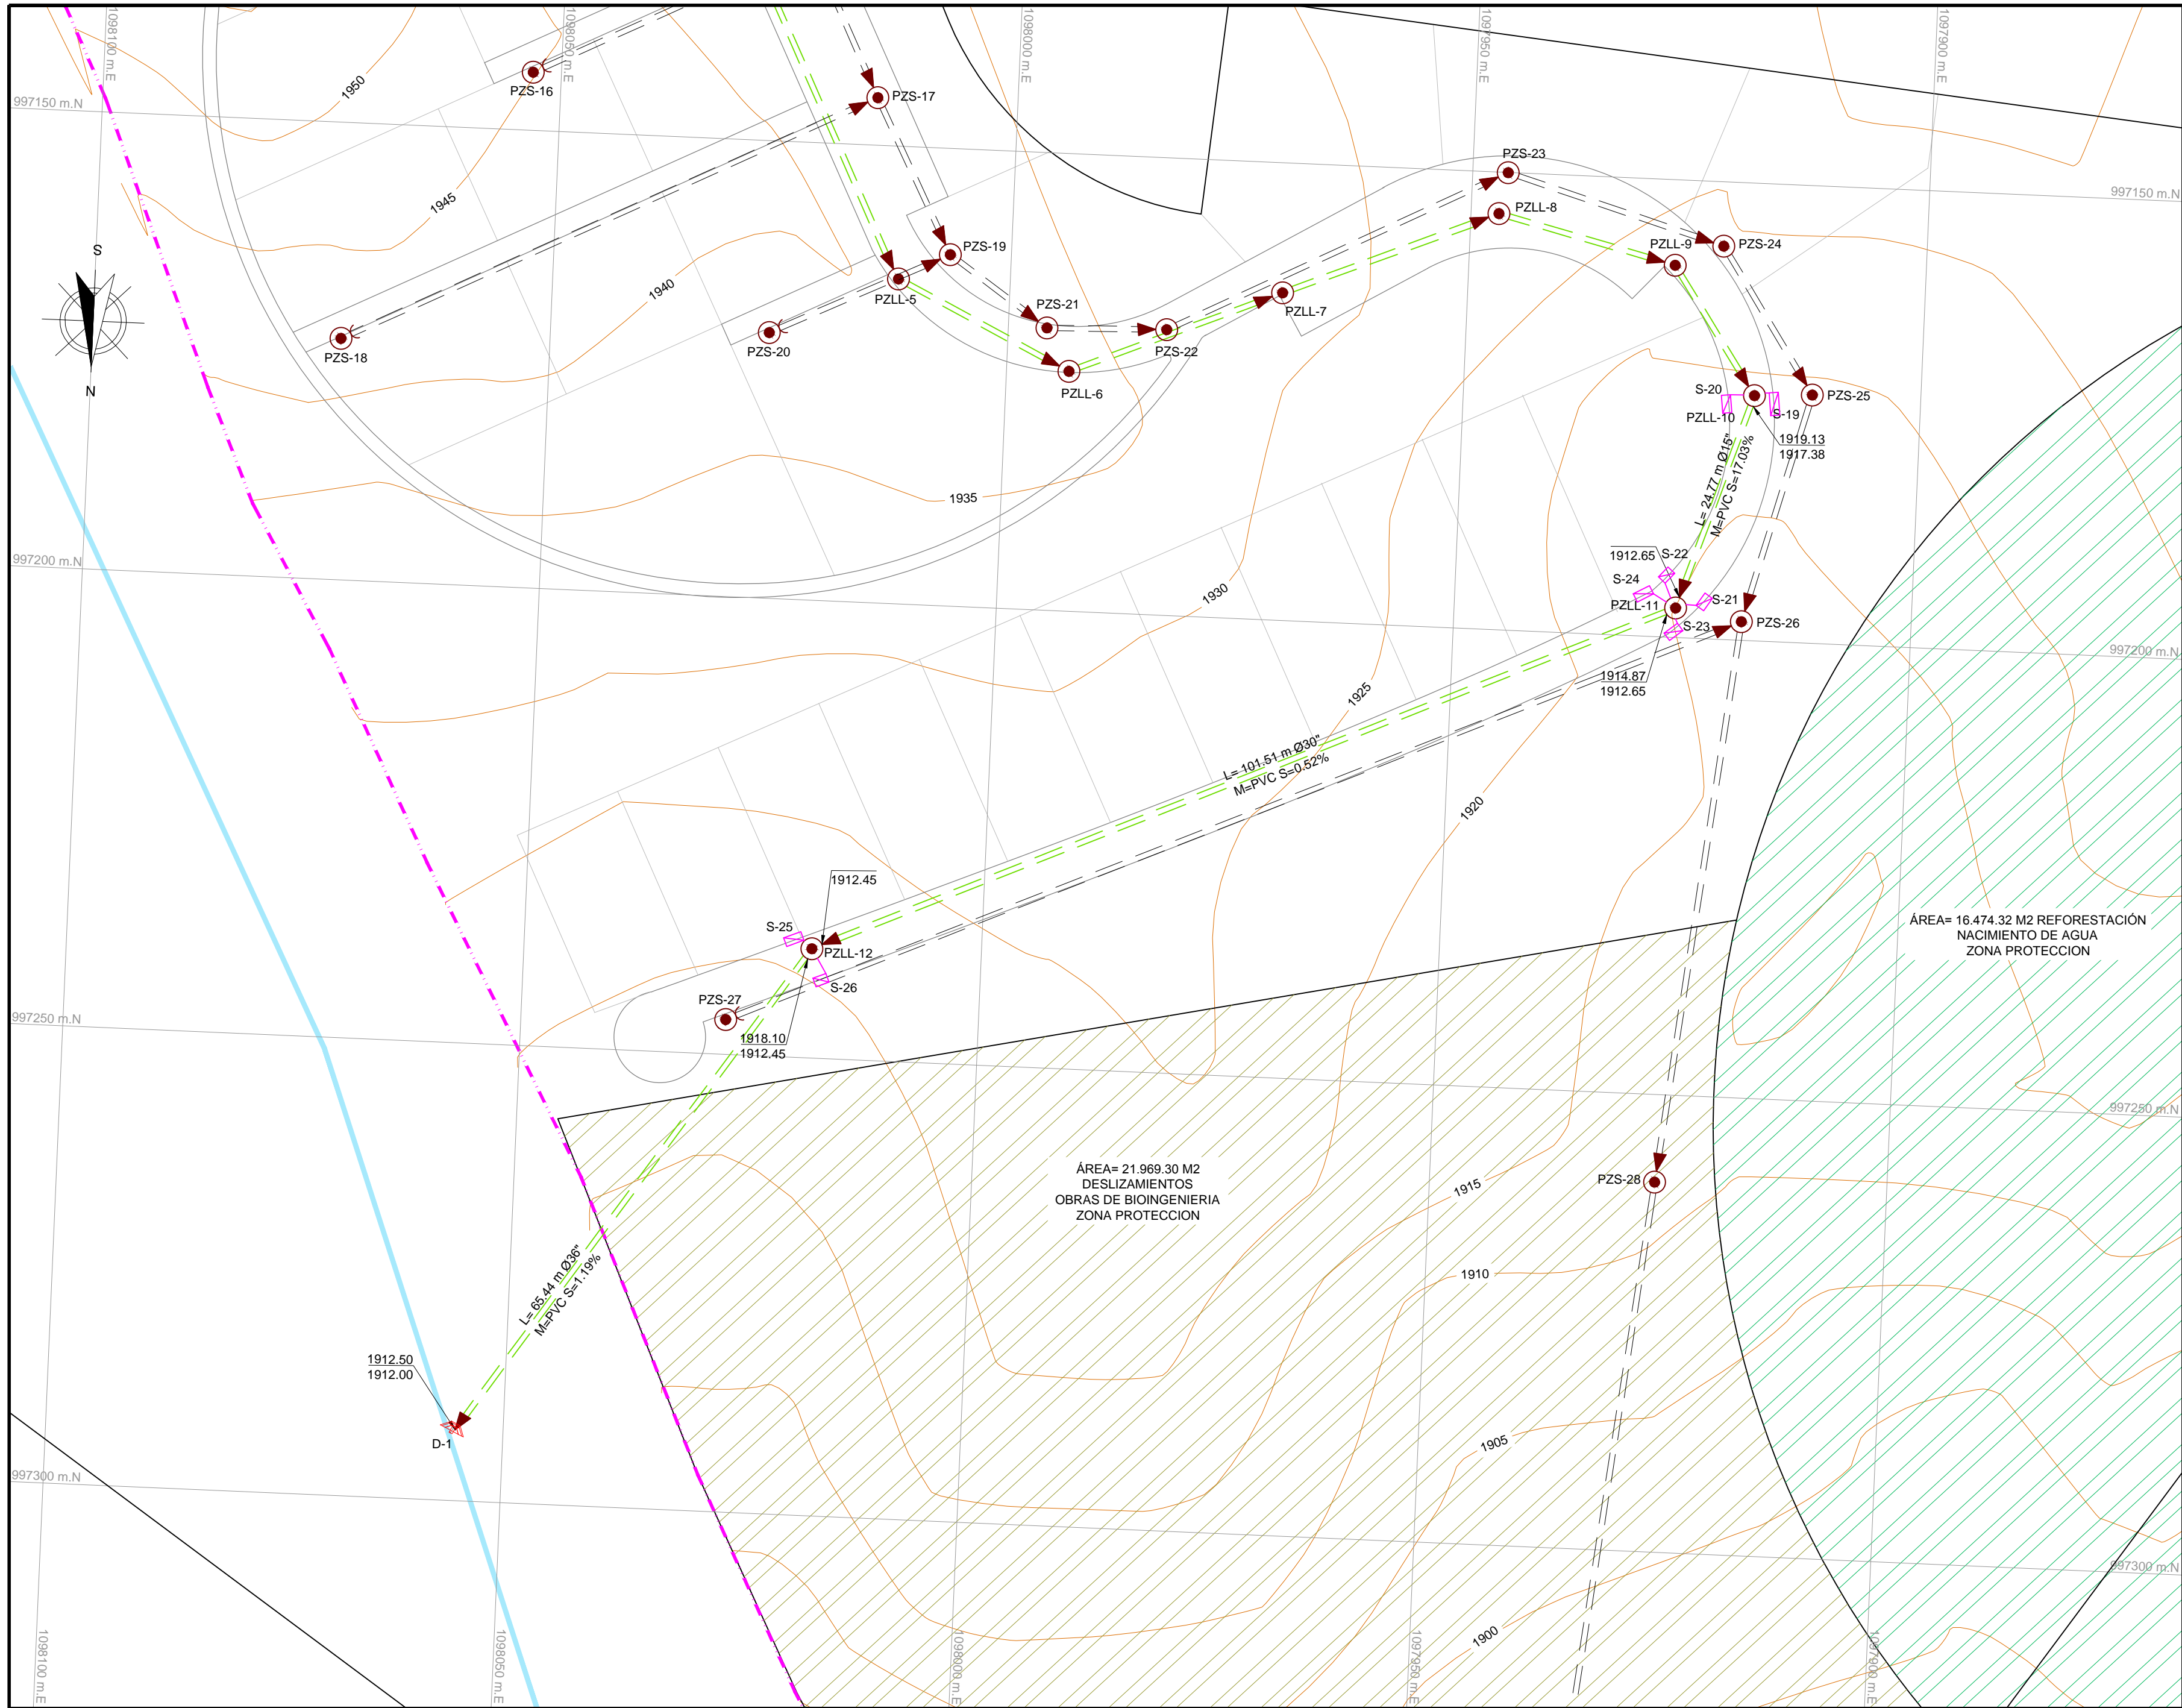 1098100 m.E
1098050 m.E
1098000 m.E
1097950 m.E
1097900 m.E
997150 m.N
1950
PZS-16
PZS-17
PZS-23
997150 m.N
1945
PZLL-8
S
PZS-19
PZLL-9
PZS-24
1940
PZLL-5
PZS-21
PZLL-7
PZS-18
PZS-20
PZS-22
N
PZLL-6
S-20
PZS-25
PZLL-10
S-19
1919.13
1917.38
L= 24.77 m Ø15"
M=PVC S=17.03%
1935
997200 m.N
1912.65
S-22
S-24
1930
PZLL-11
S-21
S-23
PZS-26
997200 m.N
1914.87
1912.65
1925
L= 101.51 m Ø30"
M=PVC S=0.52%
1920
1912.45
S-25
PZLL-12
ÁREA= 16.474.32 M2 REFORESTACIÓN
NACIMIENTO DE AGUA
ZONA PROTECCION
S-26
PZS-27
997250 m.N
1918.10
1912.45
997250 m.N
ÁREA= 21.969.30 M2
DESLIZAMIENTOS
OBRAS DE BIOINGENIERIA
ZONA PROTECCION
PZS-28
1915
1910
L= 65.44 m Ø36"
M=PVC S=1.19%
1912.50
1912.00
D-1
1905
997300 m.N
997300 m.N
1900
1098100 m.E
1098050 m.E
1098000 m.E
1097950 m.E
1097900 m.E